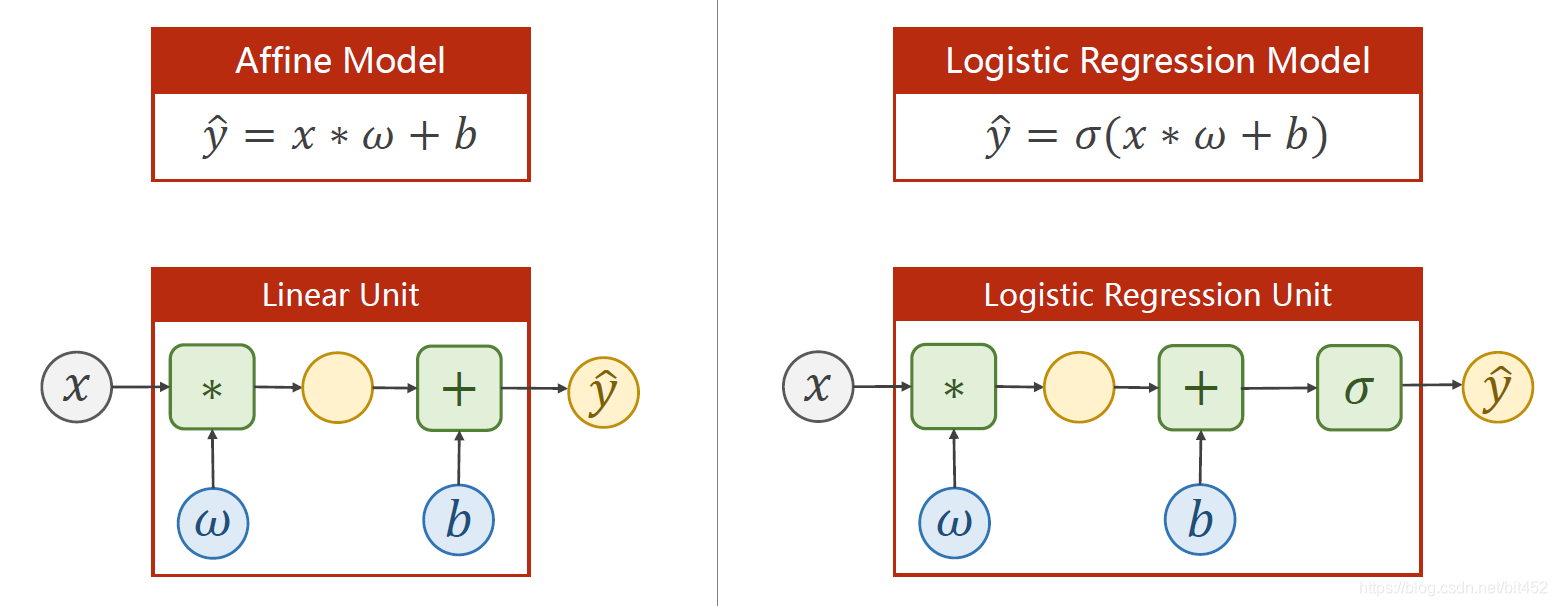 Affine Model
ŷ = x ∗ ω + b
Linear Unit
x ∗ + ŷ
ω b
Logistic Regression Model
ŷ = σ(x ∗ ω + b)
Logistic Regression Unit
x ∗ + σ ŷ
ω b
https://blog.csdn.net/bit452